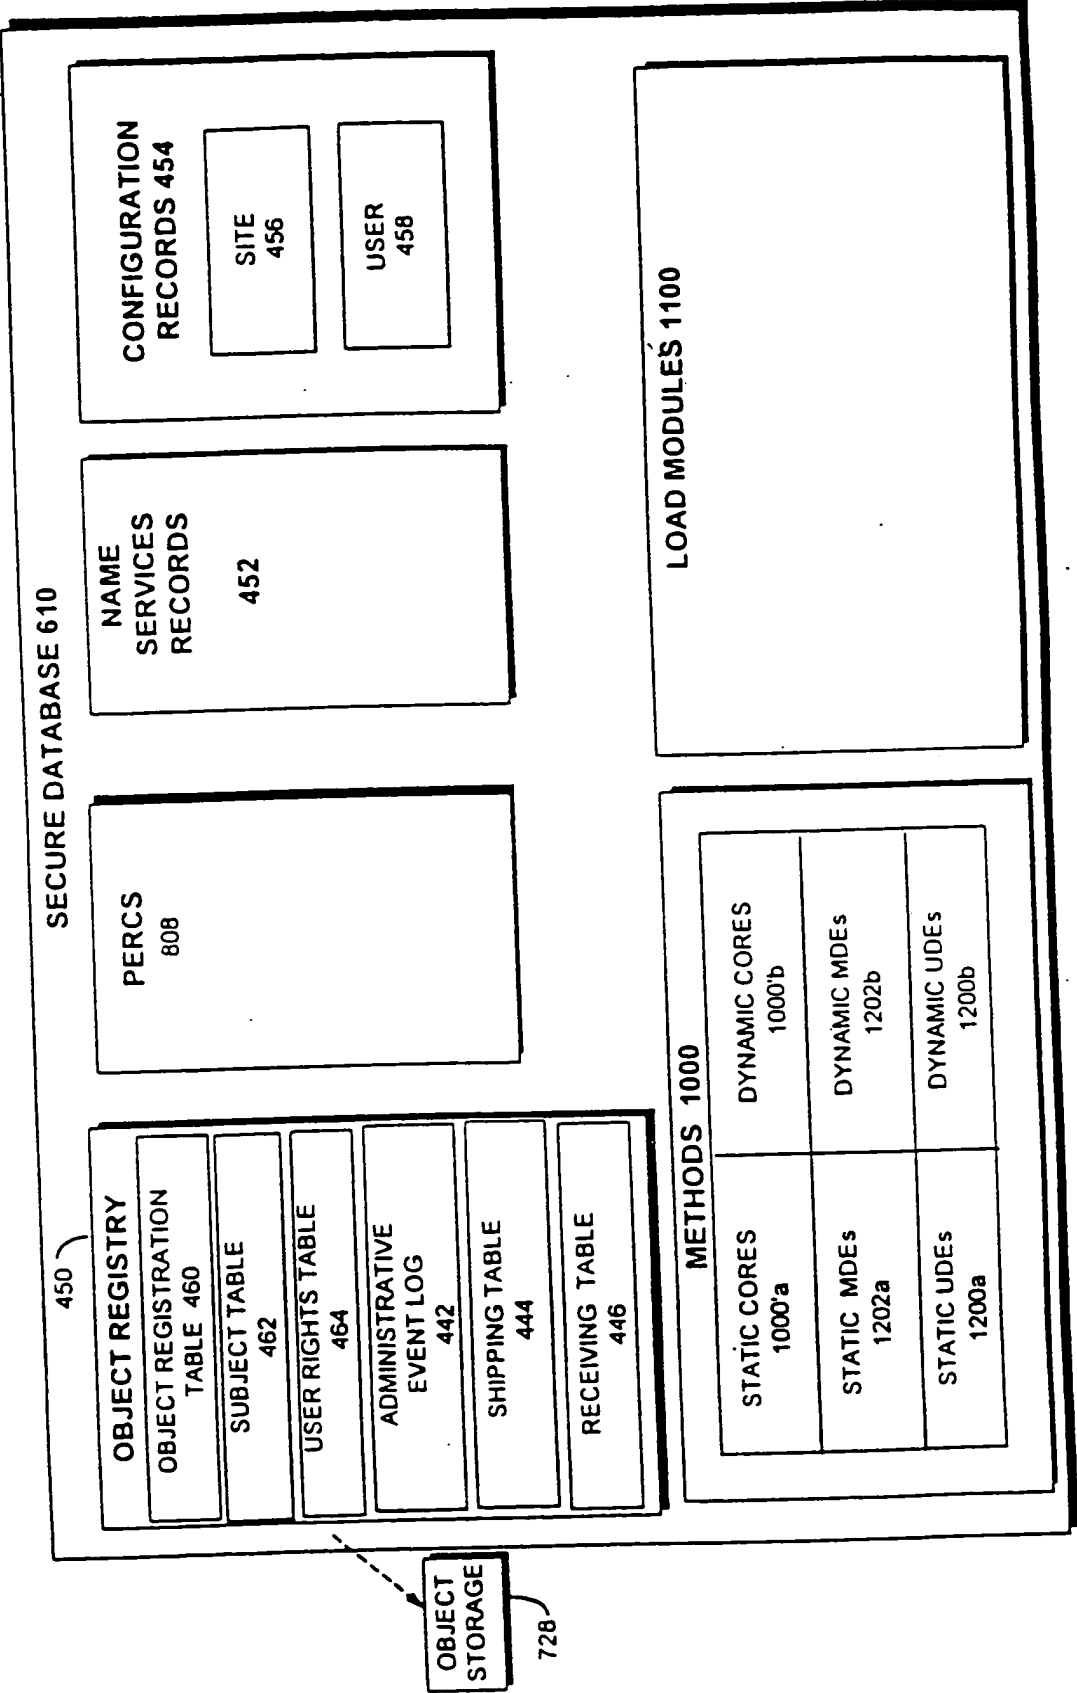 SECURE DATABASE 610
450
OBJECT REGISTRY
OBJECT REGISTRATION
TABLE 460
SUBJECT TABLE
462
USER RIGHTS TABLE
464
ADMINISTRATIVE
EVENT LOG
442
SHIPPING TABLE
444
RECEIVING TABLE
446
PERCS
808
NAME
SERVICES
RECORDS
452
CONFIGURATION
RECORDS 454
SITE
456
USER
458
OBJECT
STORAGE
728
METHODS 1000
STATIC CORES
1000'a
DYNAMIC CORES
1000'b
STATIC MDEs
1202a
DYNAMIC MDEs
1202b
STATIC UDEs
1200a
DYNAMIC UDEs
1200b
LOAD MODULES 1100